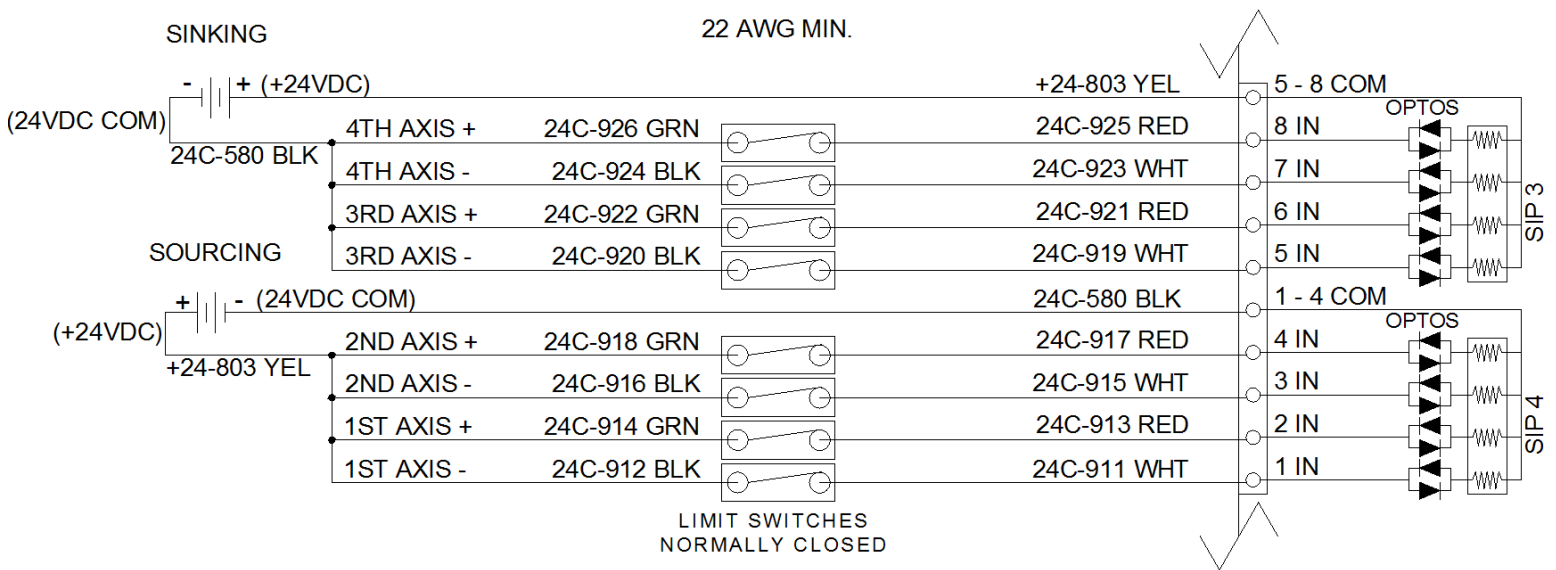 22 AWG MIN.
SINKING
- + (+24VDC)
+24-803 YEL
5 - 8 COM
(24VDC COM)
24C-580 BLK
OPTOS
4TH AXIS + 24C-926 GRN 24C-925 RED 8 IN
4TH AXIS - 24C-924 BLK 24C-923 WHT 7 IN
3RD AXIS + 24C-922 GRN 24C-921 RED 6 IN
3RD AXIS - 24C-920 BLK 24C-919 WHT 5 IN
SIP 3
SOURCING
+ - (24VDC COM)
24C-580 BLK
1 - 4 COM
(+24VDC)
+24-803 YEL
OPTOS
2ND AXIS + 24C-918 GRN 24C-917 RED 4 IN
2ND AXIS - 24C-916 BLK 24C-915 WHT 3 IN
1ST AXIS + 24C-914 GRN 24C-913 RED 2 IN
1ST AXIS - 24C-912 BLK 24C-911 WHT 1 IN
SIP 4
LIMIT SWITCHES
NORMALLY CLOSED